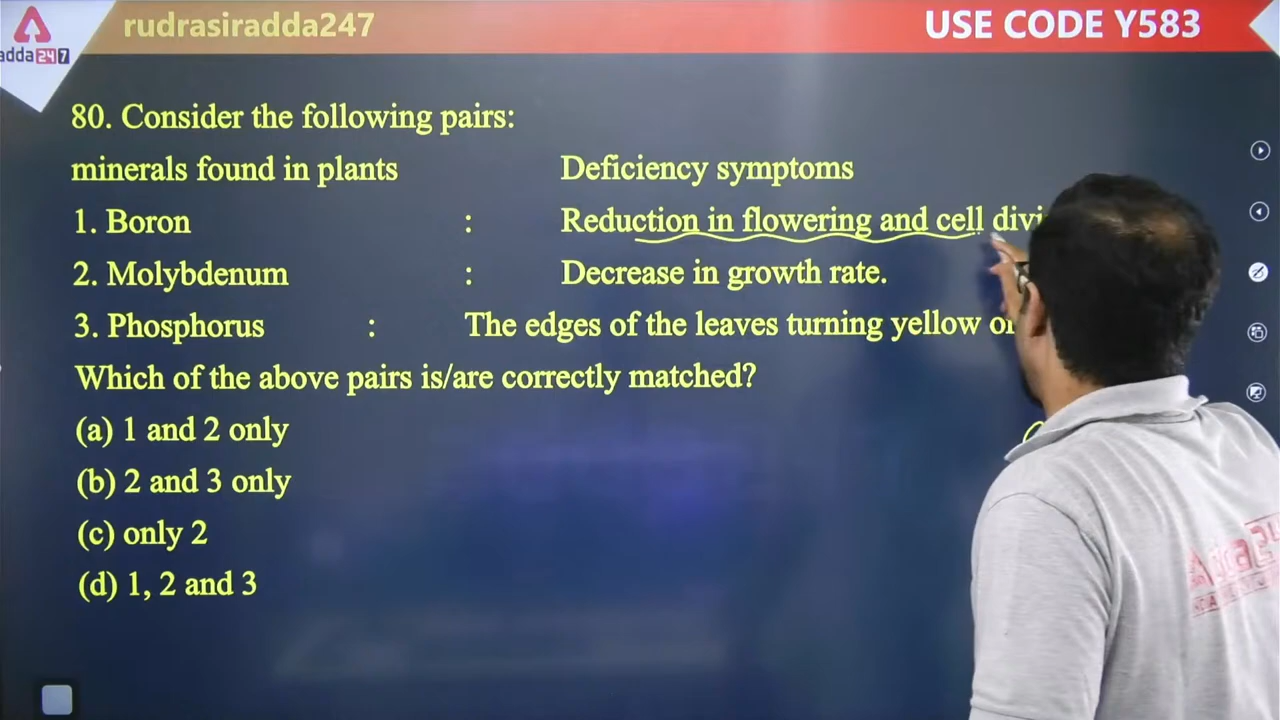 rudrasiradda247
USE CODE Y583
adda247
80. Consider the following pairs:
minerals found in plants Deficiency symptoms
1. Boron : Reduction in flowering and cell
2. Molybdenum : Decrease in growth rate.
3. Phosphorus : The edges of the leaves turning yellow
Which of the above pairs is/are correctly matched?
(a) 1 and 2 only
(b) 2 and 3 only
(c) only 2
(d) 1, 2 and 3